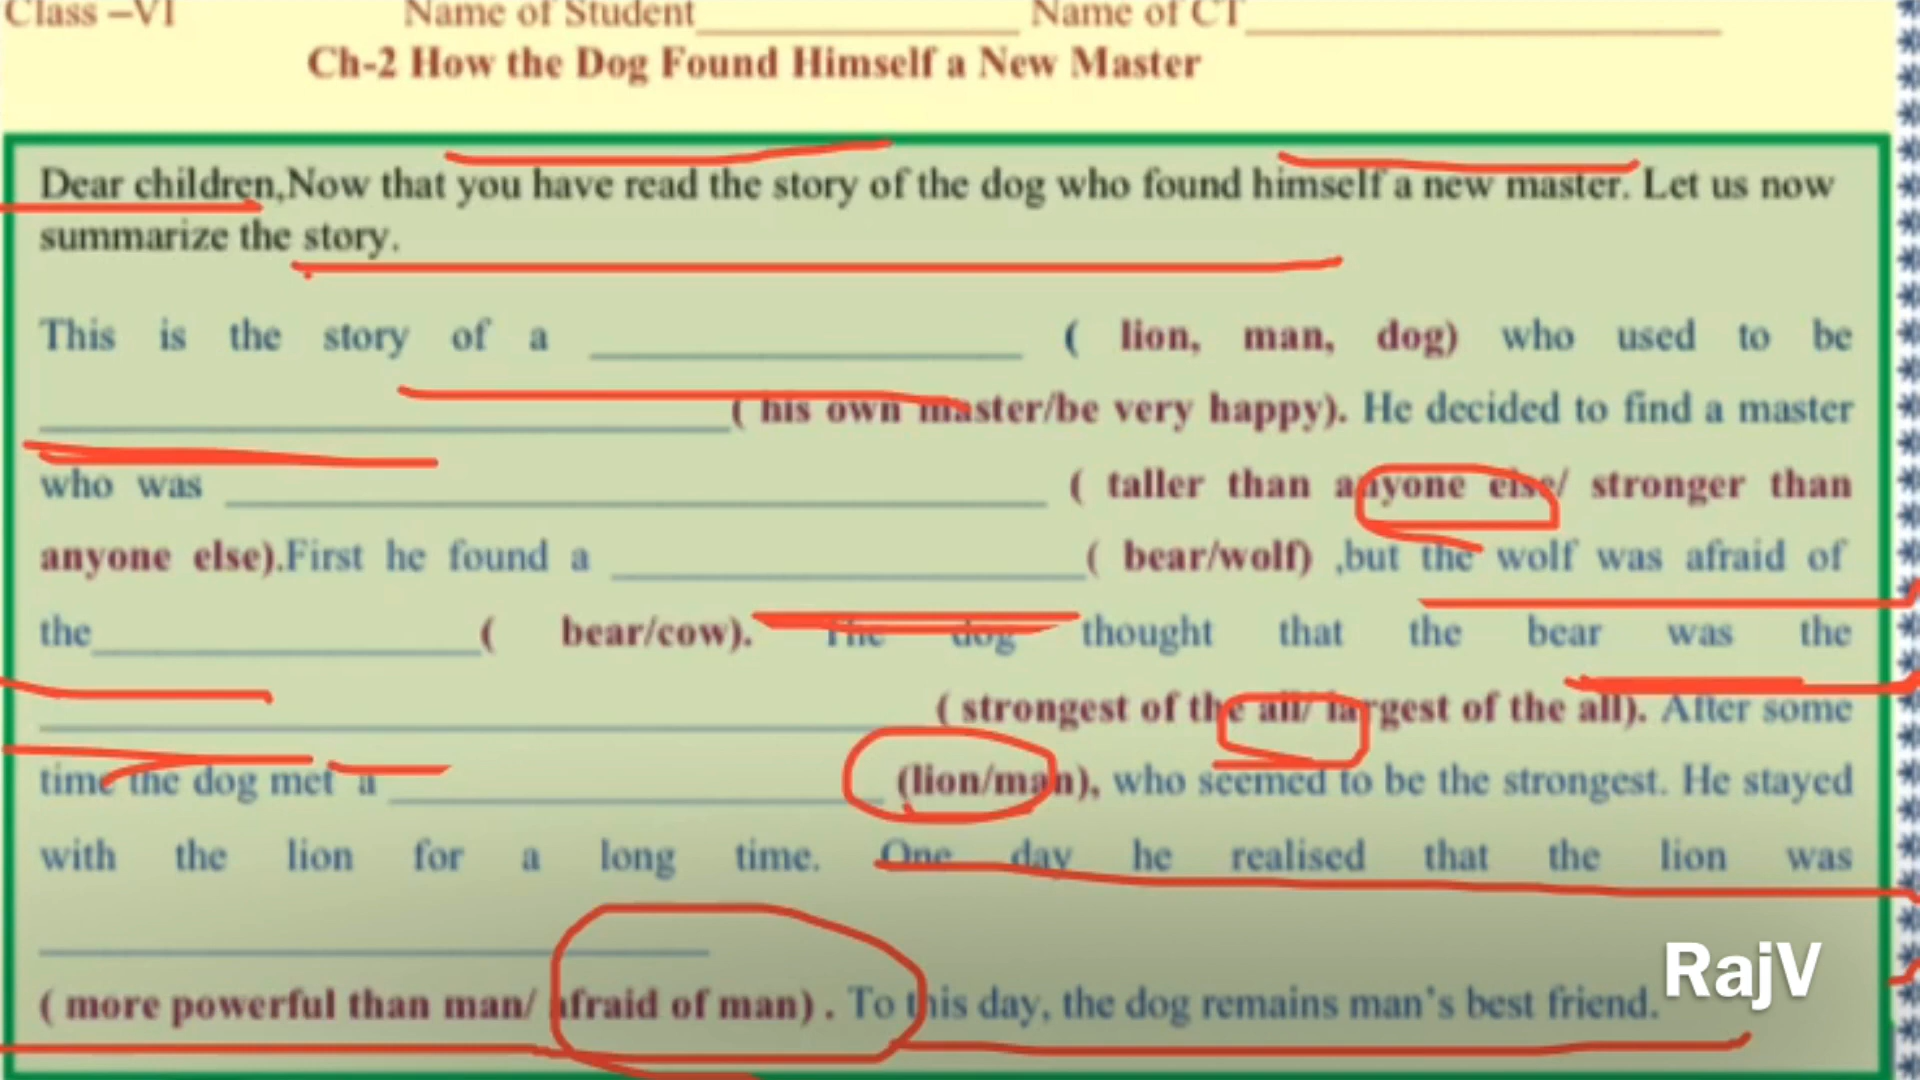 Class –VI Name of Student______________ Name of CT____________________
Ch-2 How the Dog Found Himself a New Master
Dear children,Now that you have read the story of the dog who found himself a new master. Let us now
summarize the story.
This is the story of a ____________________ ( lion, man, dog) who used to be
________________________________( his own master/be very happy). He decided to find a master
who was ______________________________________ ( taller than anyone else/ stronger than
anyone else).First he found a ______________________( bear/wolf) ,but the wolf was afraid of
the__________________( bear/cow). The dog thought that the bear was the
__________________________________________ ( strongest of the all/ largest of the all). After some
time the dog met a _______________________ (lion/man), who seemed to be the strongest. He stayed
with the lion for a long time. One day he realised that the lion was
_______________________________
( more powerful than man/ afraid of man) . To this day, the dog remains man's best friend.
RajV